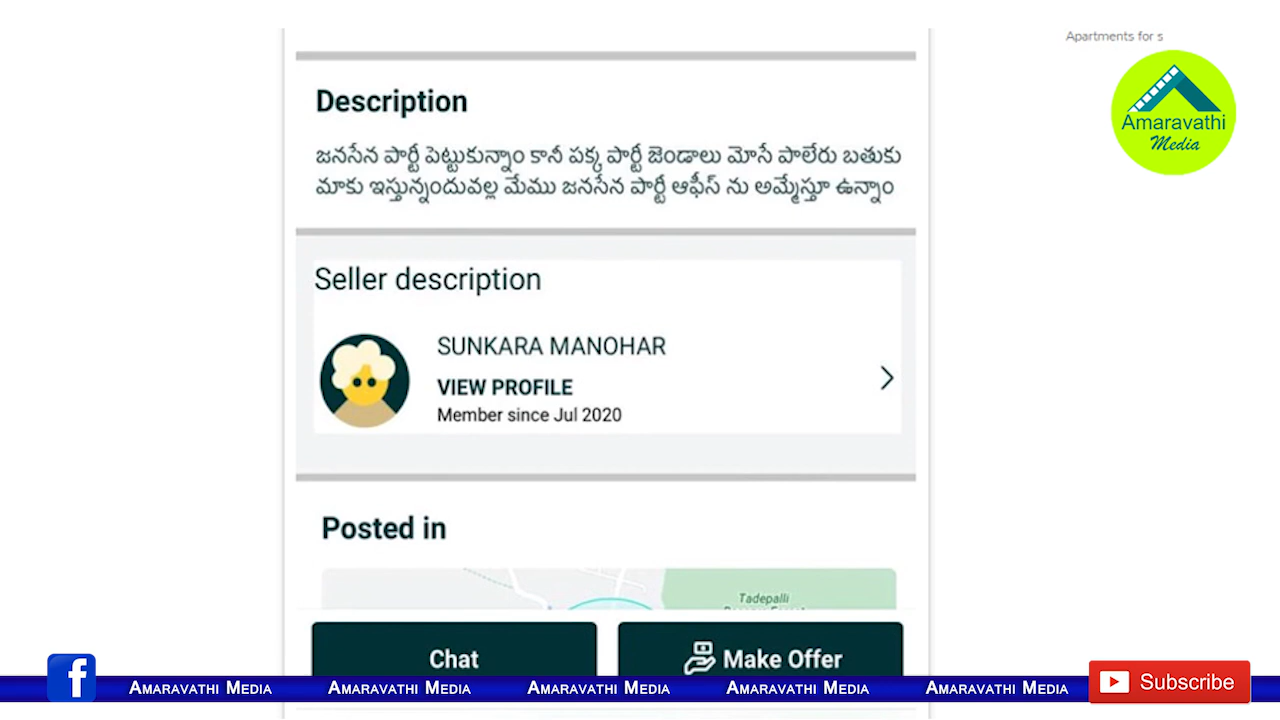 Apartments for s
Amaravathi
Media
Description
జనసేన పార్టీ పెట్టుకున్నాం కానీ పక్క పార్టీ జెండాలు మోసే పాలేరు బతుకు
మాకు ఇస్తున్నందువల్ల మేము జనసేన పార్టీ ఆఫీస్ ను అమ్మేస్తూ ఉన్నాం
Seller description
SUNKARA MANOHAR
VIEW PROFILE
Member since Jul 2020
Posted in
Tadepalli
Chat
Make Offer
AMARAVATHI MEDIA AMARAVATHI MEDIA AMARAVATHI MEDIA AMARAVATHI MEDIA AMARAVATHI MEDIA
Subscribe